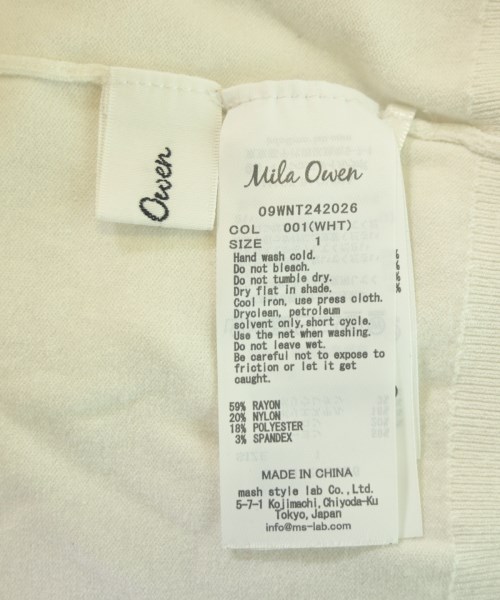 Owen
Mila Owen
09WNT242026
COL 001(WHT)
SIZE 1
Hand wash cold.
Do not bleach.
Do not tumble dry.
Dry flat in shade.
Cool iron, use press cloth.
Dryclean, petroleum
solvent only,short cycle.
Use the net when washing.
Do not leave wet.
Be careful not to expose to
friction or let it get
caught.
59% RAYON
20% NYLON
18% POLYESTER
3% SPANDEX
MADE IN CHINA
mash style lab Co.,Ltd.
5-7-1 Kojimachi,Chiyoda-Ku
Tokyo,Japan
info@ms-lab.com